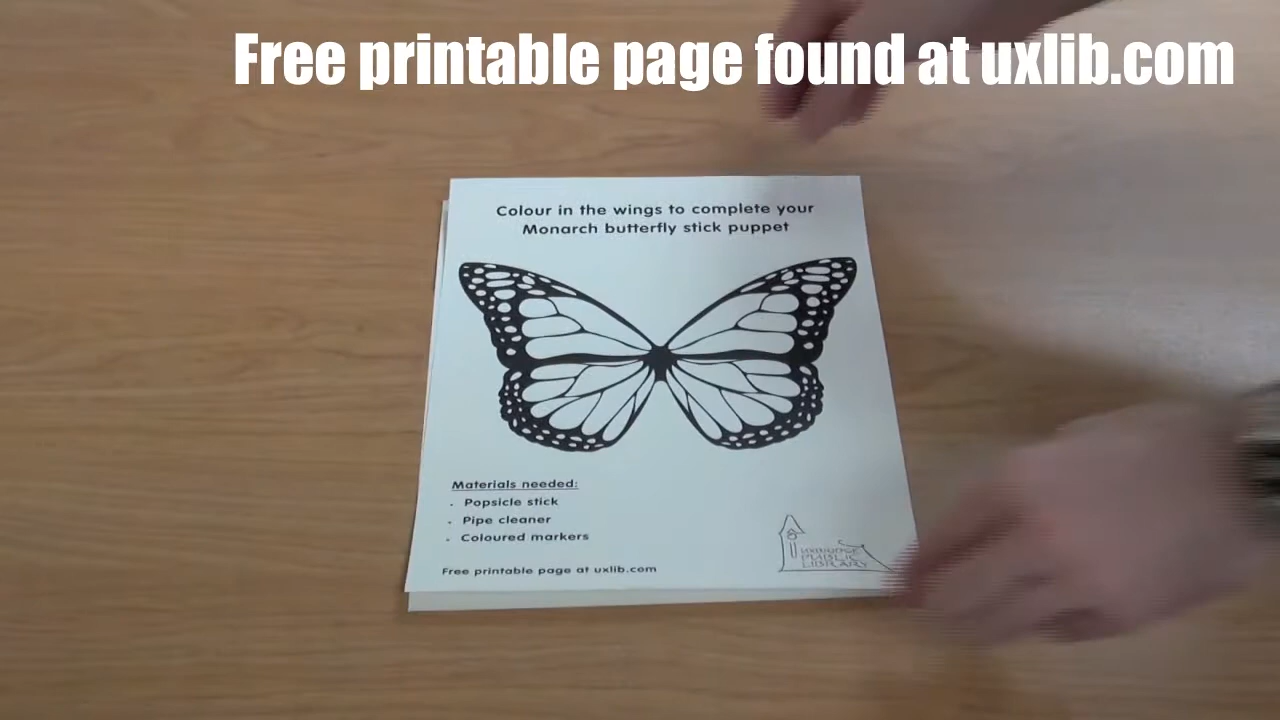 Free printable page found at uxlib.com
Colour in the wings to complete your
Monarch butterfly stick puppet
Materials needed:
. Popsicle stick
. Pipe cleaner
. Coloured markers
Free printable page at uxlib.com
UXBRIDGE
PUBLIC
LIBRARY